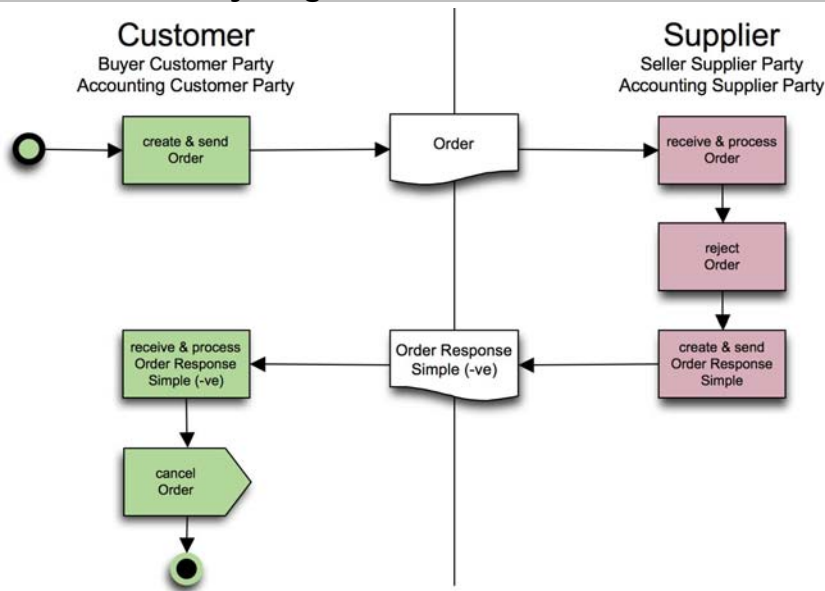 Customer
Buyer Customer Party
Accounting Customer Party
Supplier
Seller Supplier Party
Accounting Supplier Party
create & send
Order
Order
receive & process
Order
reject
Order
receive & process
Order Response
Simple (-ve)
Order Response
Simple (-ve)
create & send
Order Response
Simple
cancel
Order